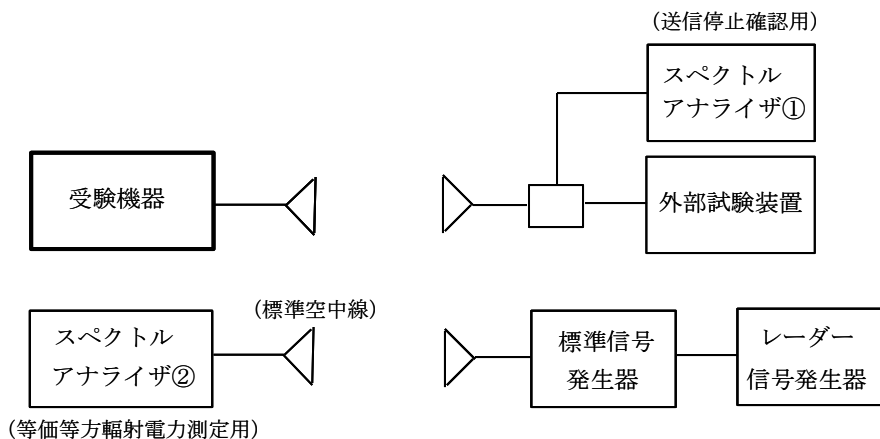 （送信停止確認用）
スペクトル
アナライザ①
受験機器
外部試験装置
（標準空中線）
スペクトル
アナライザ②
標準信号
発生器
レーダー
信号発生器
（等価等方輻射電力測定用）